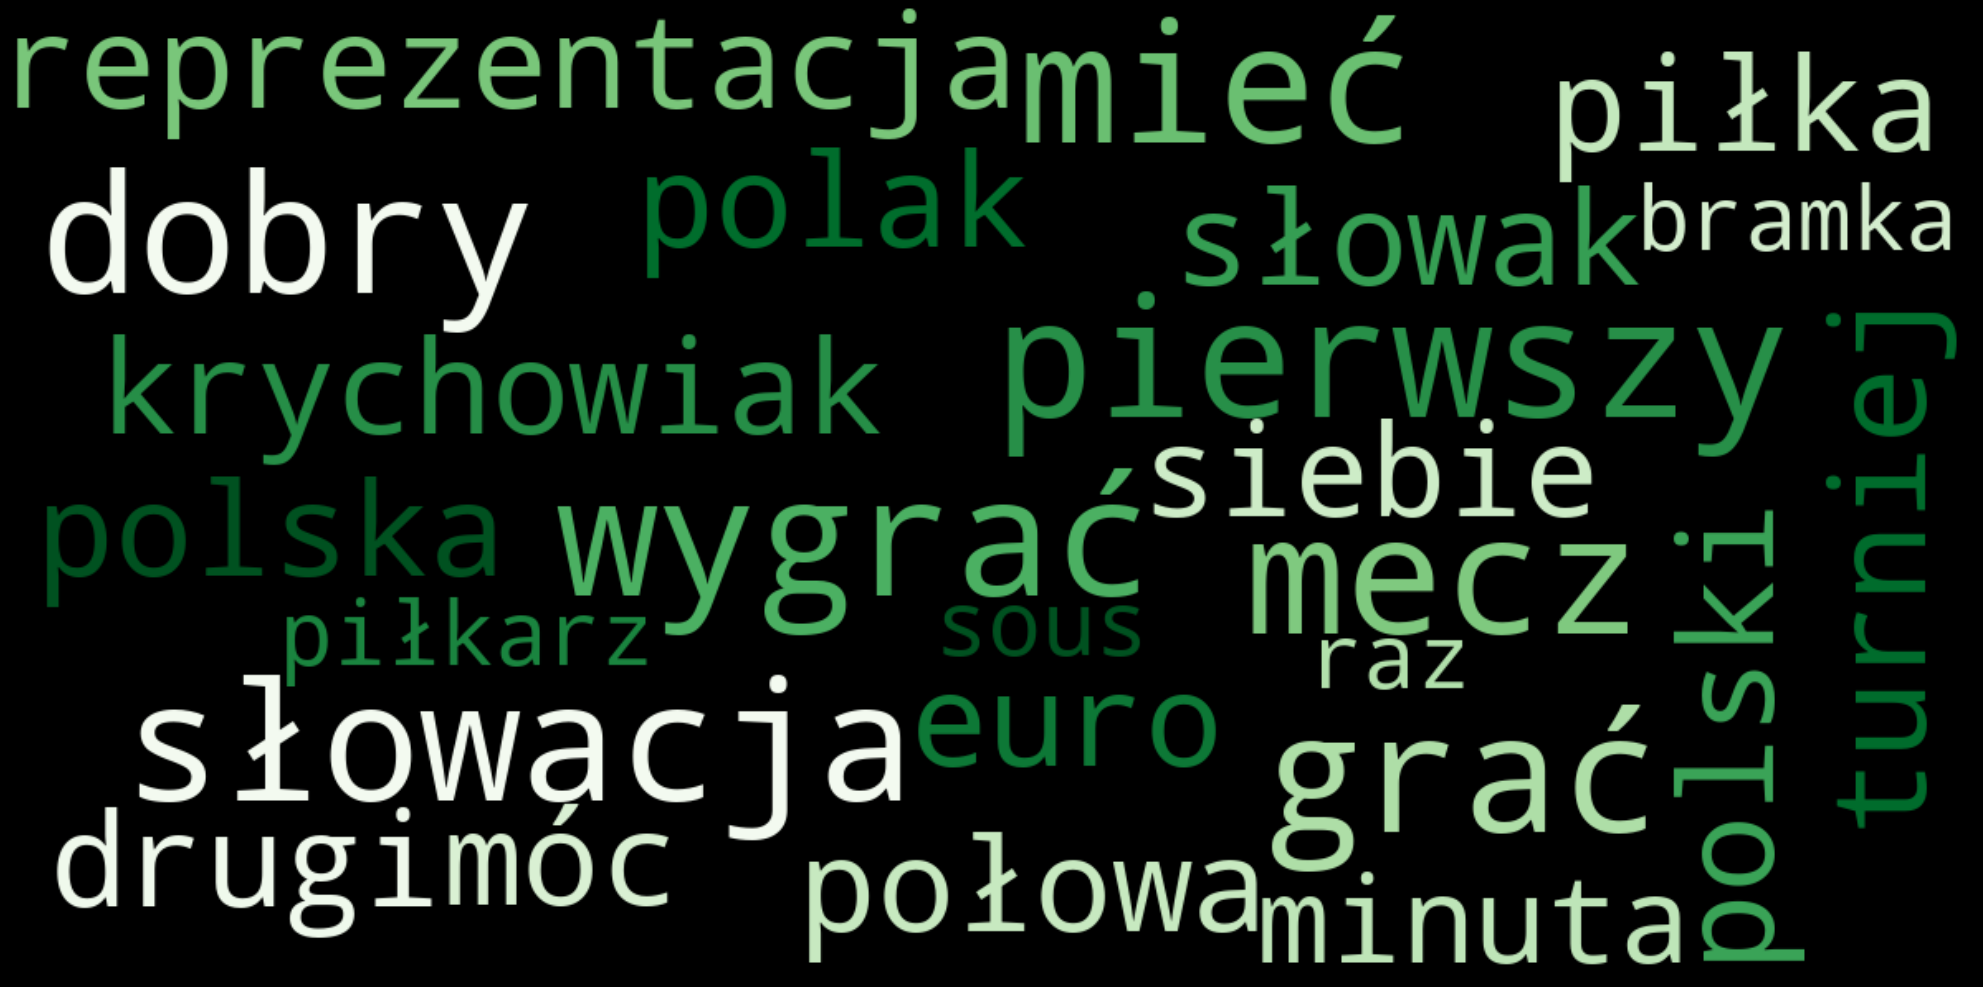 reprezentacja mieć piłka
dobry polak słowak bramka
krychowiak pierwszy turniej
polska wygrać siebie
mecz polski
piłkarz sous raz
słowacja euro grać
drugi móc połowa minuta